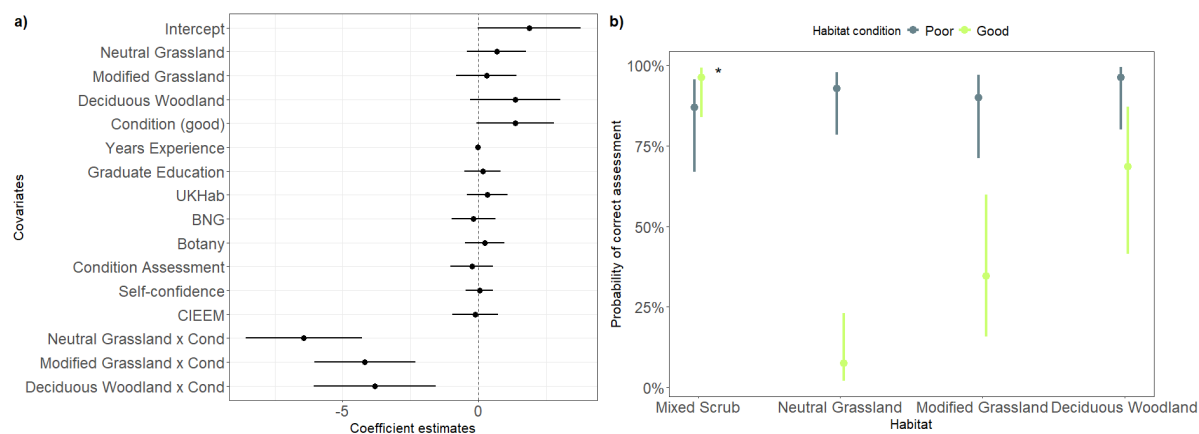 a)
Covariates
Intercept
Neutral Grassland
Modified Grassland
Deciduous Woodland
Condition (good)
Years Experience
Graduate Education
UKHab
BNG
Botany
Condition Assessment
Self-confidence
CIEEM
Neutral Grassland x Cond
Modified Grassland x Cond
Deciduous Woodland x Cond
-5 0
Coefficient estimates
b)
Habitat condition Poor Good
Probability of correct assessment
100%
75%
50%
25%
0%
*
Mixed Scrub Neutral Grassland Modified Grassland Deciduous Woodland
Habitat